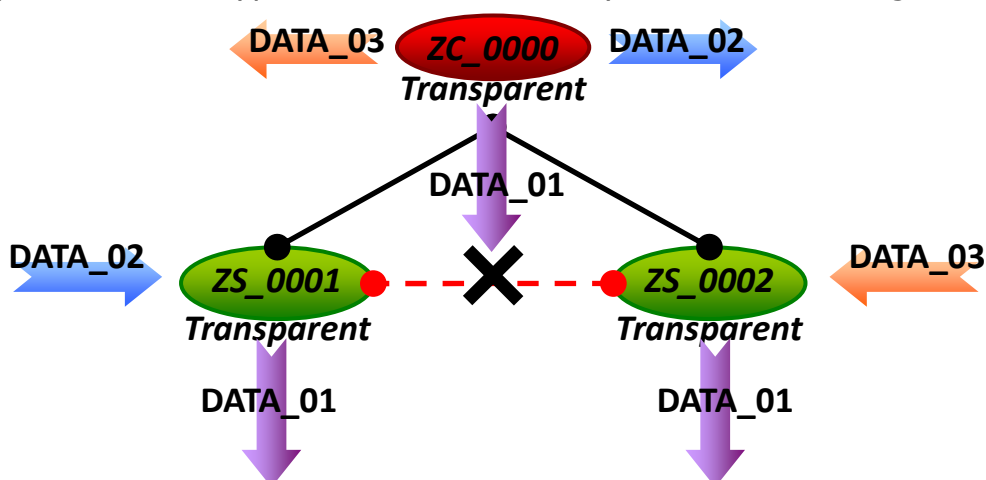 DATA_03 ZC_0000 DATA_02
Transparent
DATA_01
DATA_02 ZS_0001 ZS_0002 DATA_03
Transparent Transparent
DATA_01 DATA_01